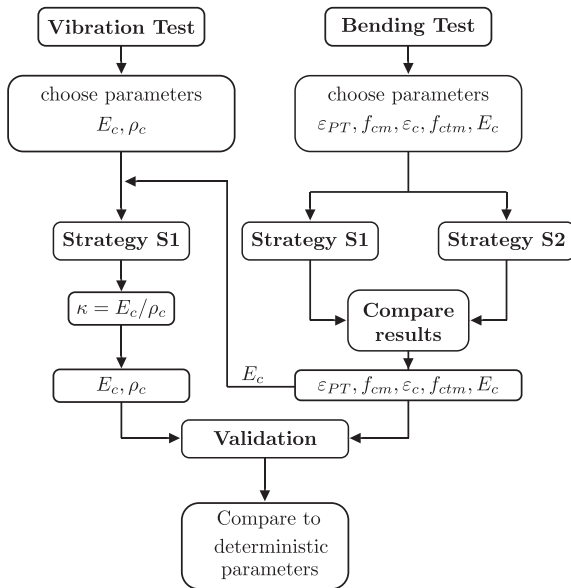 Vibration Test
Bending Test
choose parameters
E_c, ρ_c
choose parameters
ε_PT, f_cm, ε_c, f_ctm, E_c
Strategy S1
Strategy S1
Strategy S2
κ = E_c/ρ_c
Compare
results
E_c, ρ_c
E_c
ε_PT, f_cm, ε_c, f_ctm, E_c
Validation
Compare to
deterministic
parameters